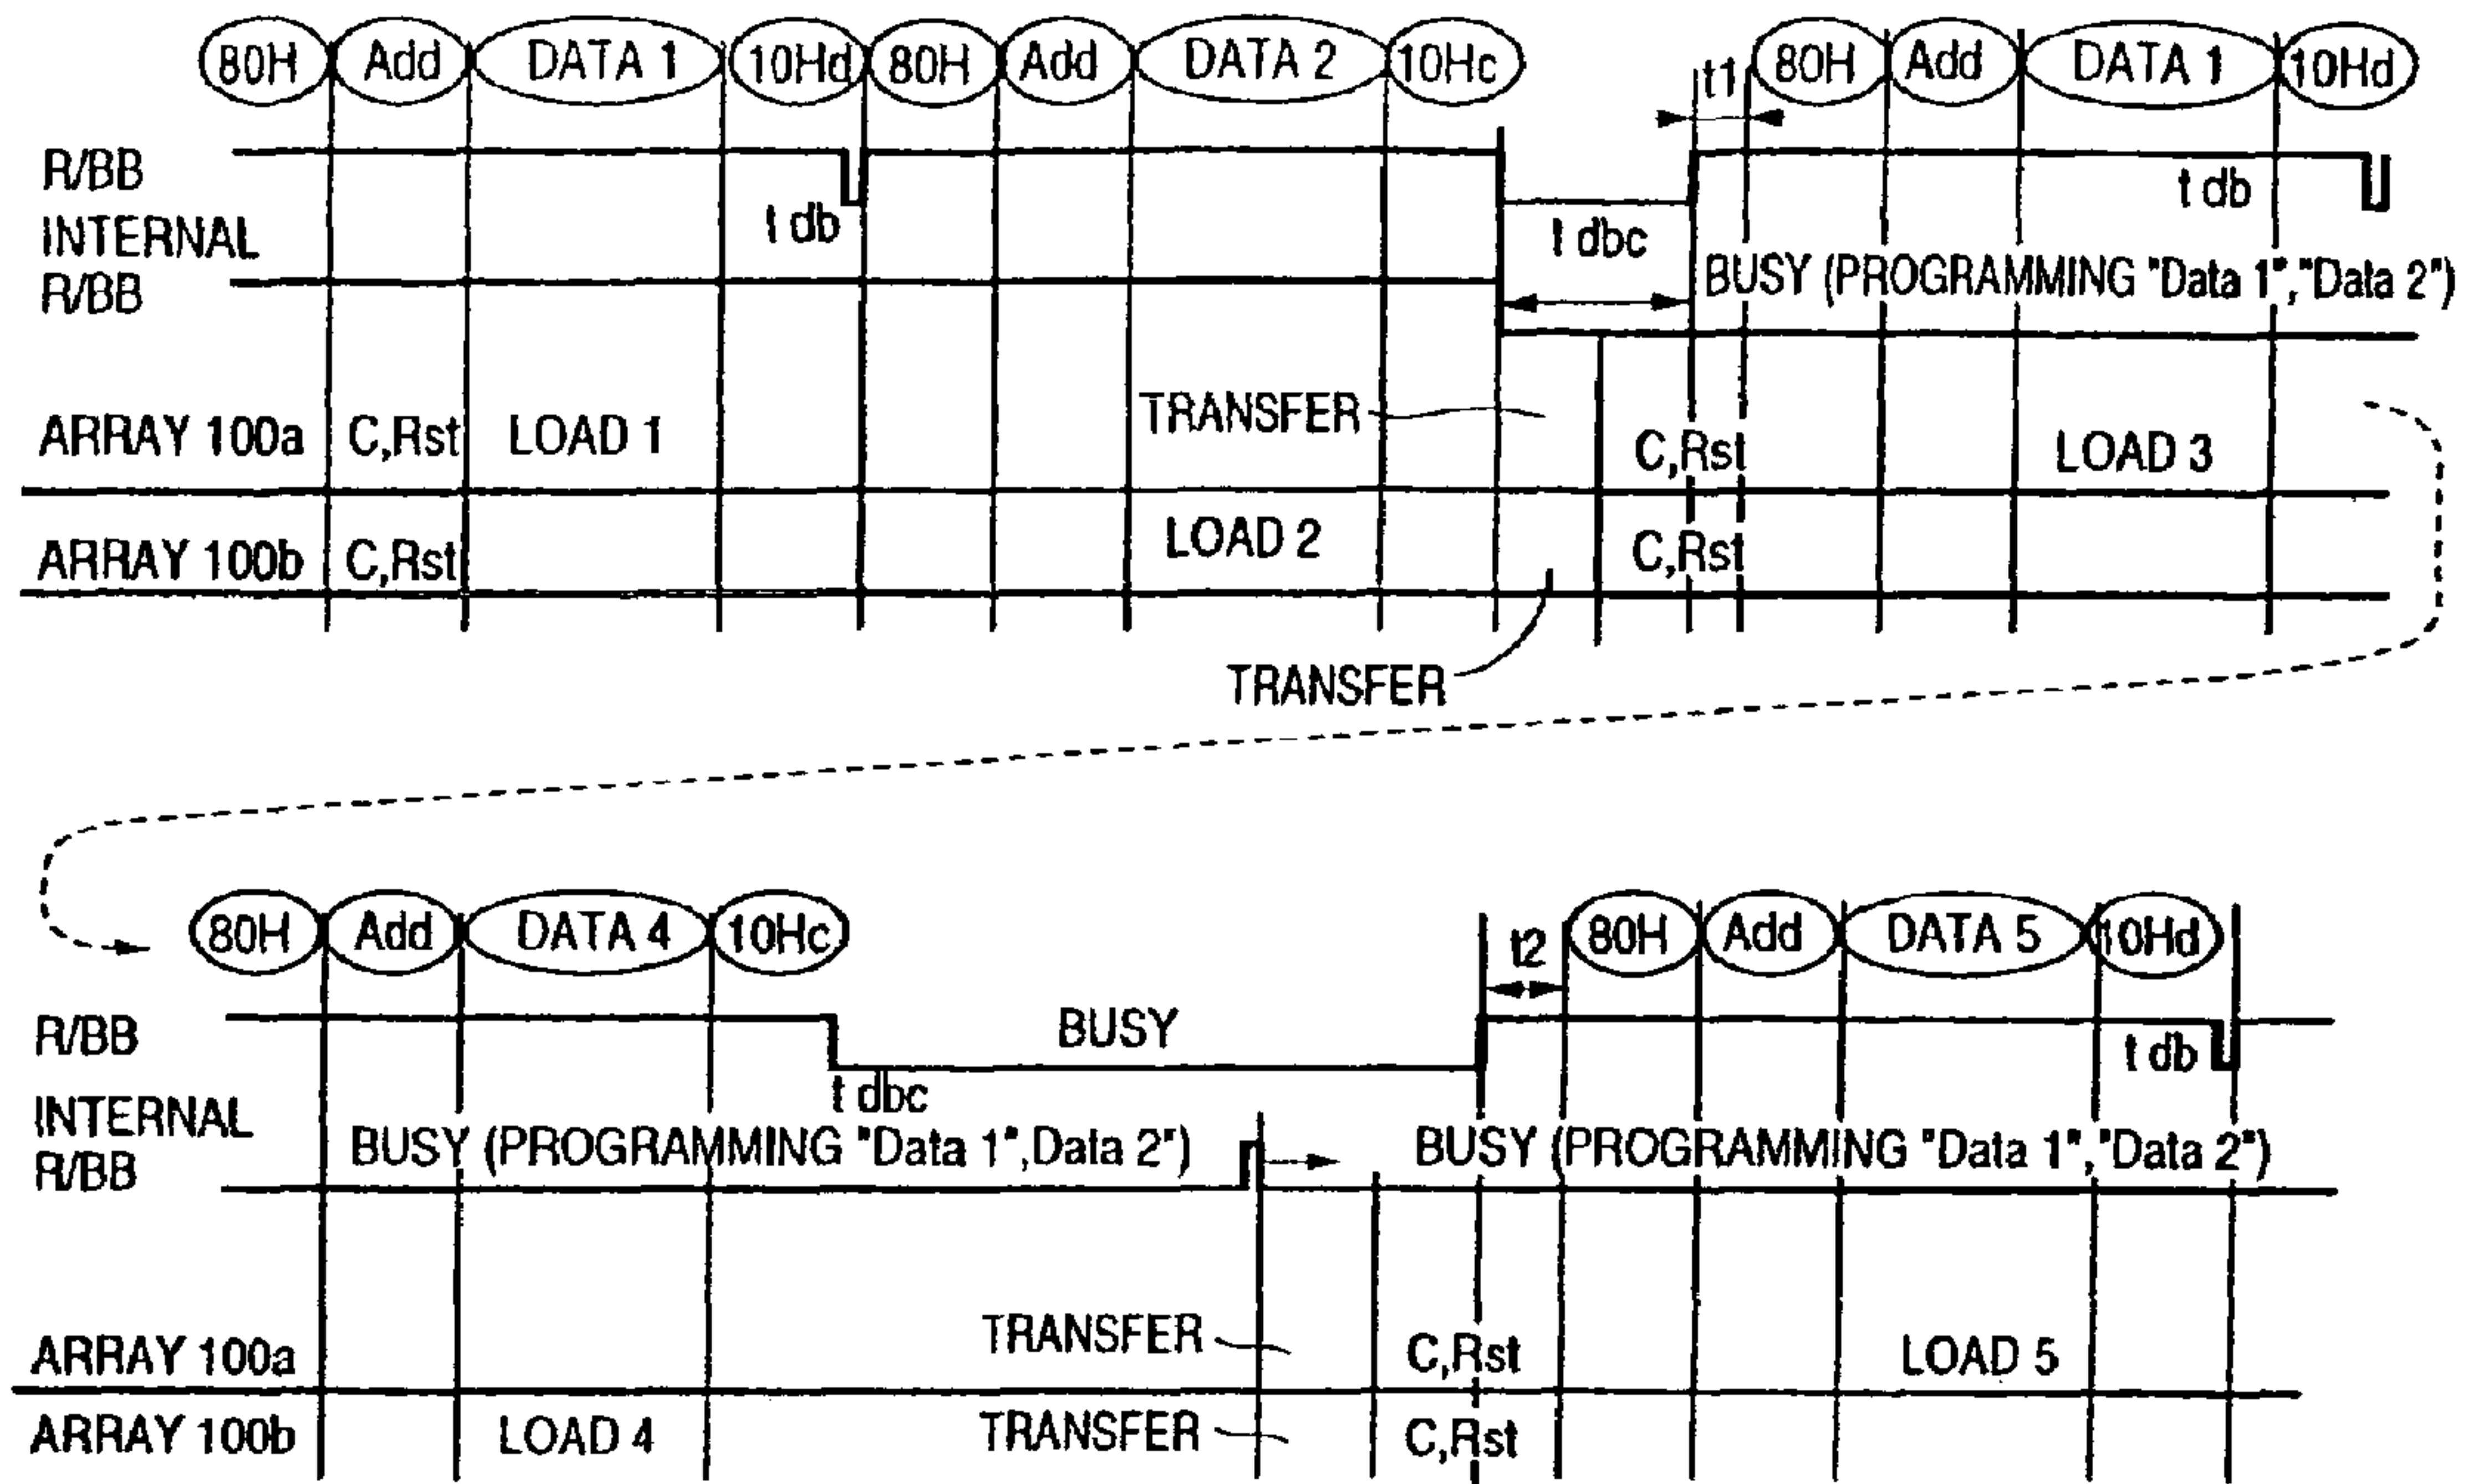 80H Add DATA 1 10Hd 80H Add DATA 2 10Hc t1 80H Add DATA 1 10Hd
R/BB
t db
t dbc
t db
INTERNAL
R/BB
BUSY (PROGRAMMING "Data 1","Data 2")
TRANSFER
ARRAY 100a C,Rst LOAD 1 C,Rst LOAD 3
ARRAY 100b C,Rst LOAD 2 C,Rst
TRANSFER
80H Add DATA 4 10Hc t2 80H Add DATA 5 10Hd
R/BB BUSY t db
t dbc
INTERNAL
R/BB
BUSY (PROGRAMMING "Data 1",Data 2") BUSY (PROGRAMMING "Data 1","Data 2")
ARRAY 100a TRANSFER C,Rst LOAD 5
ARRAY 100b LOAD 4 TRANSFER C,Rst